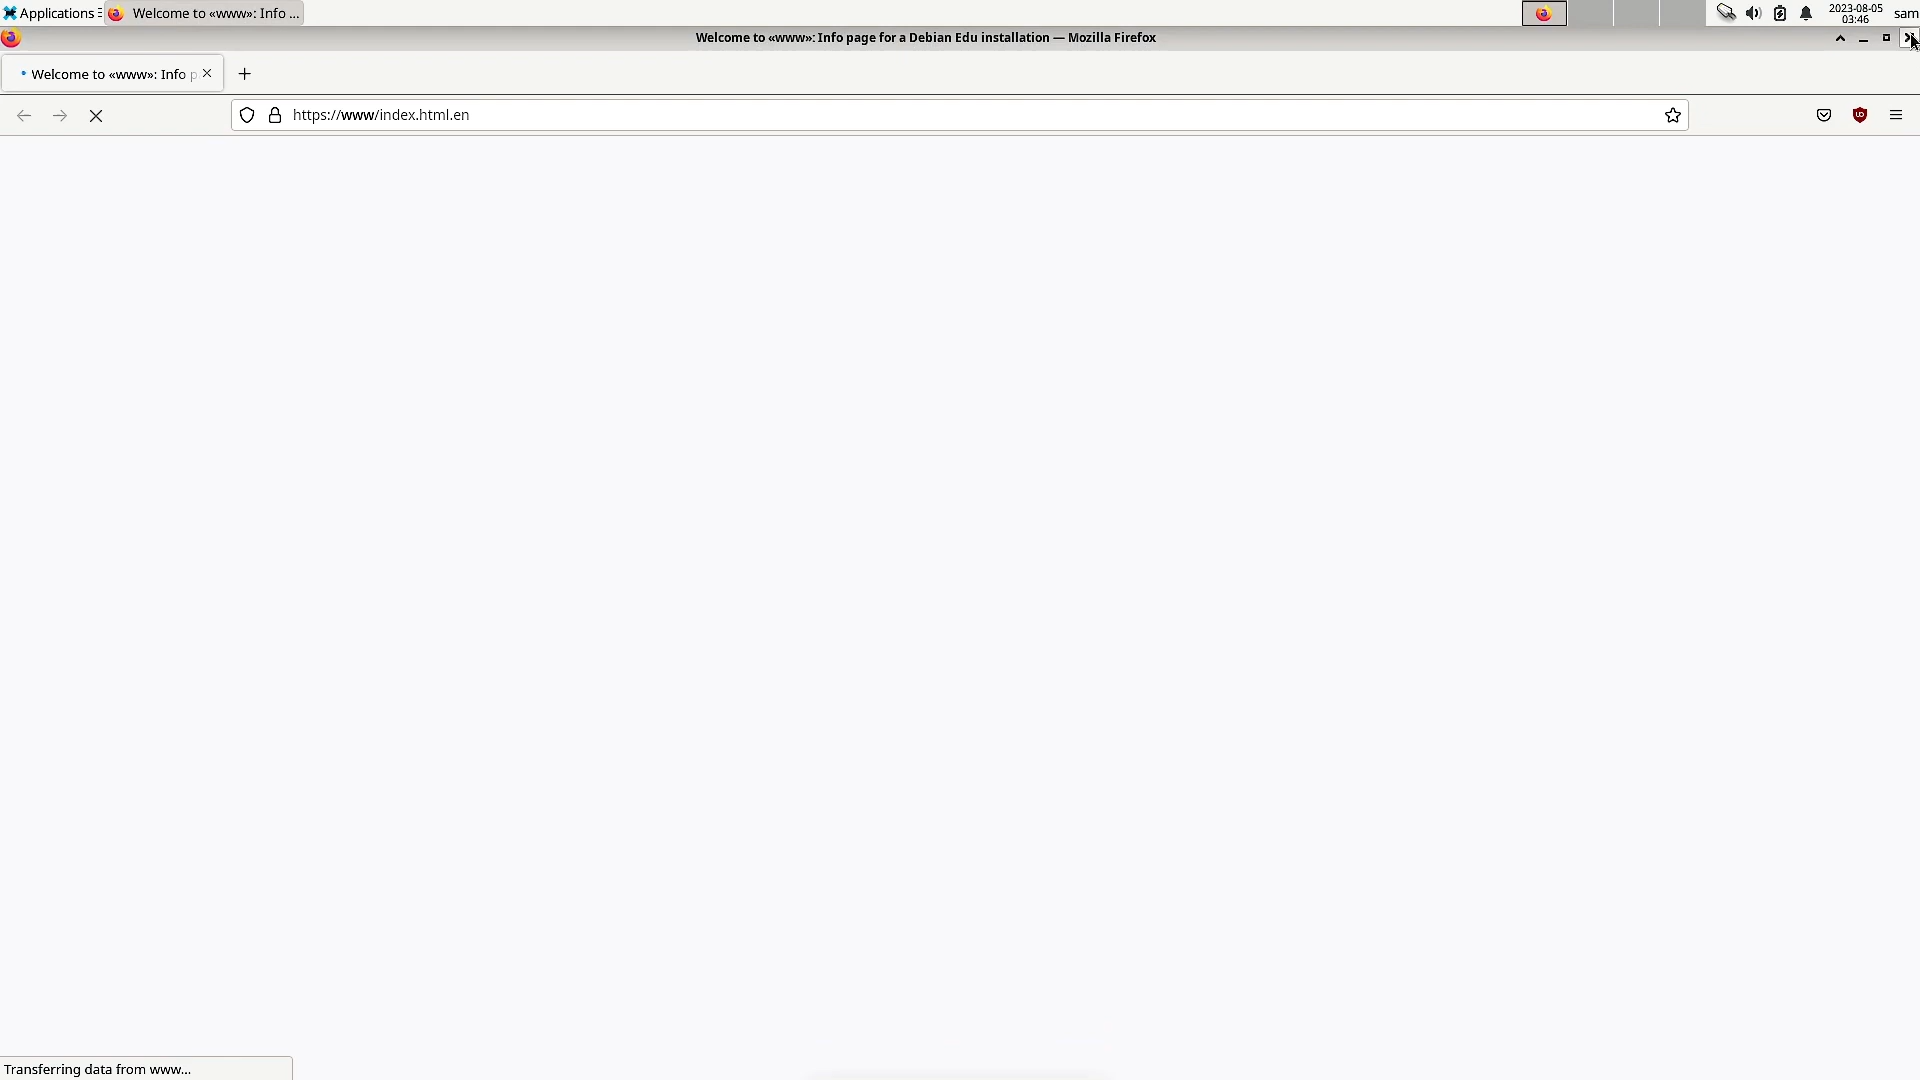 Applications
Welcome to «www»: Info ...
2023-08-05
03:46
sam
Welcome to «www»: Info page for a Debian Edu installation — Mozilla Firefox
Welcome to «www»: Info p
https://www/index.html.en
Transferring data from www...